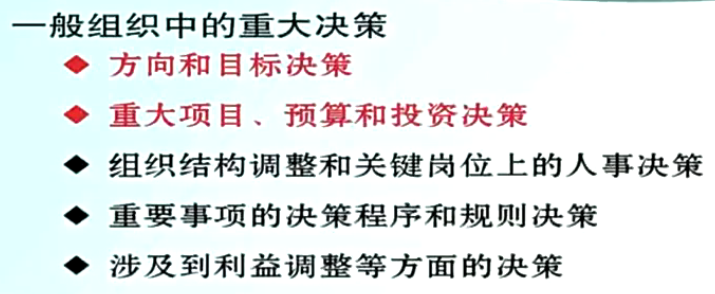 一般组织中的重大决策
◆ 方向和目标决策
◆ 重大项目、预算和投资决策
◆ 组织结构调整和关键岗位上的人事决策
◆ 重要事项的决策程序和规则决策
◆ 涉及到利益调整等方面的决策